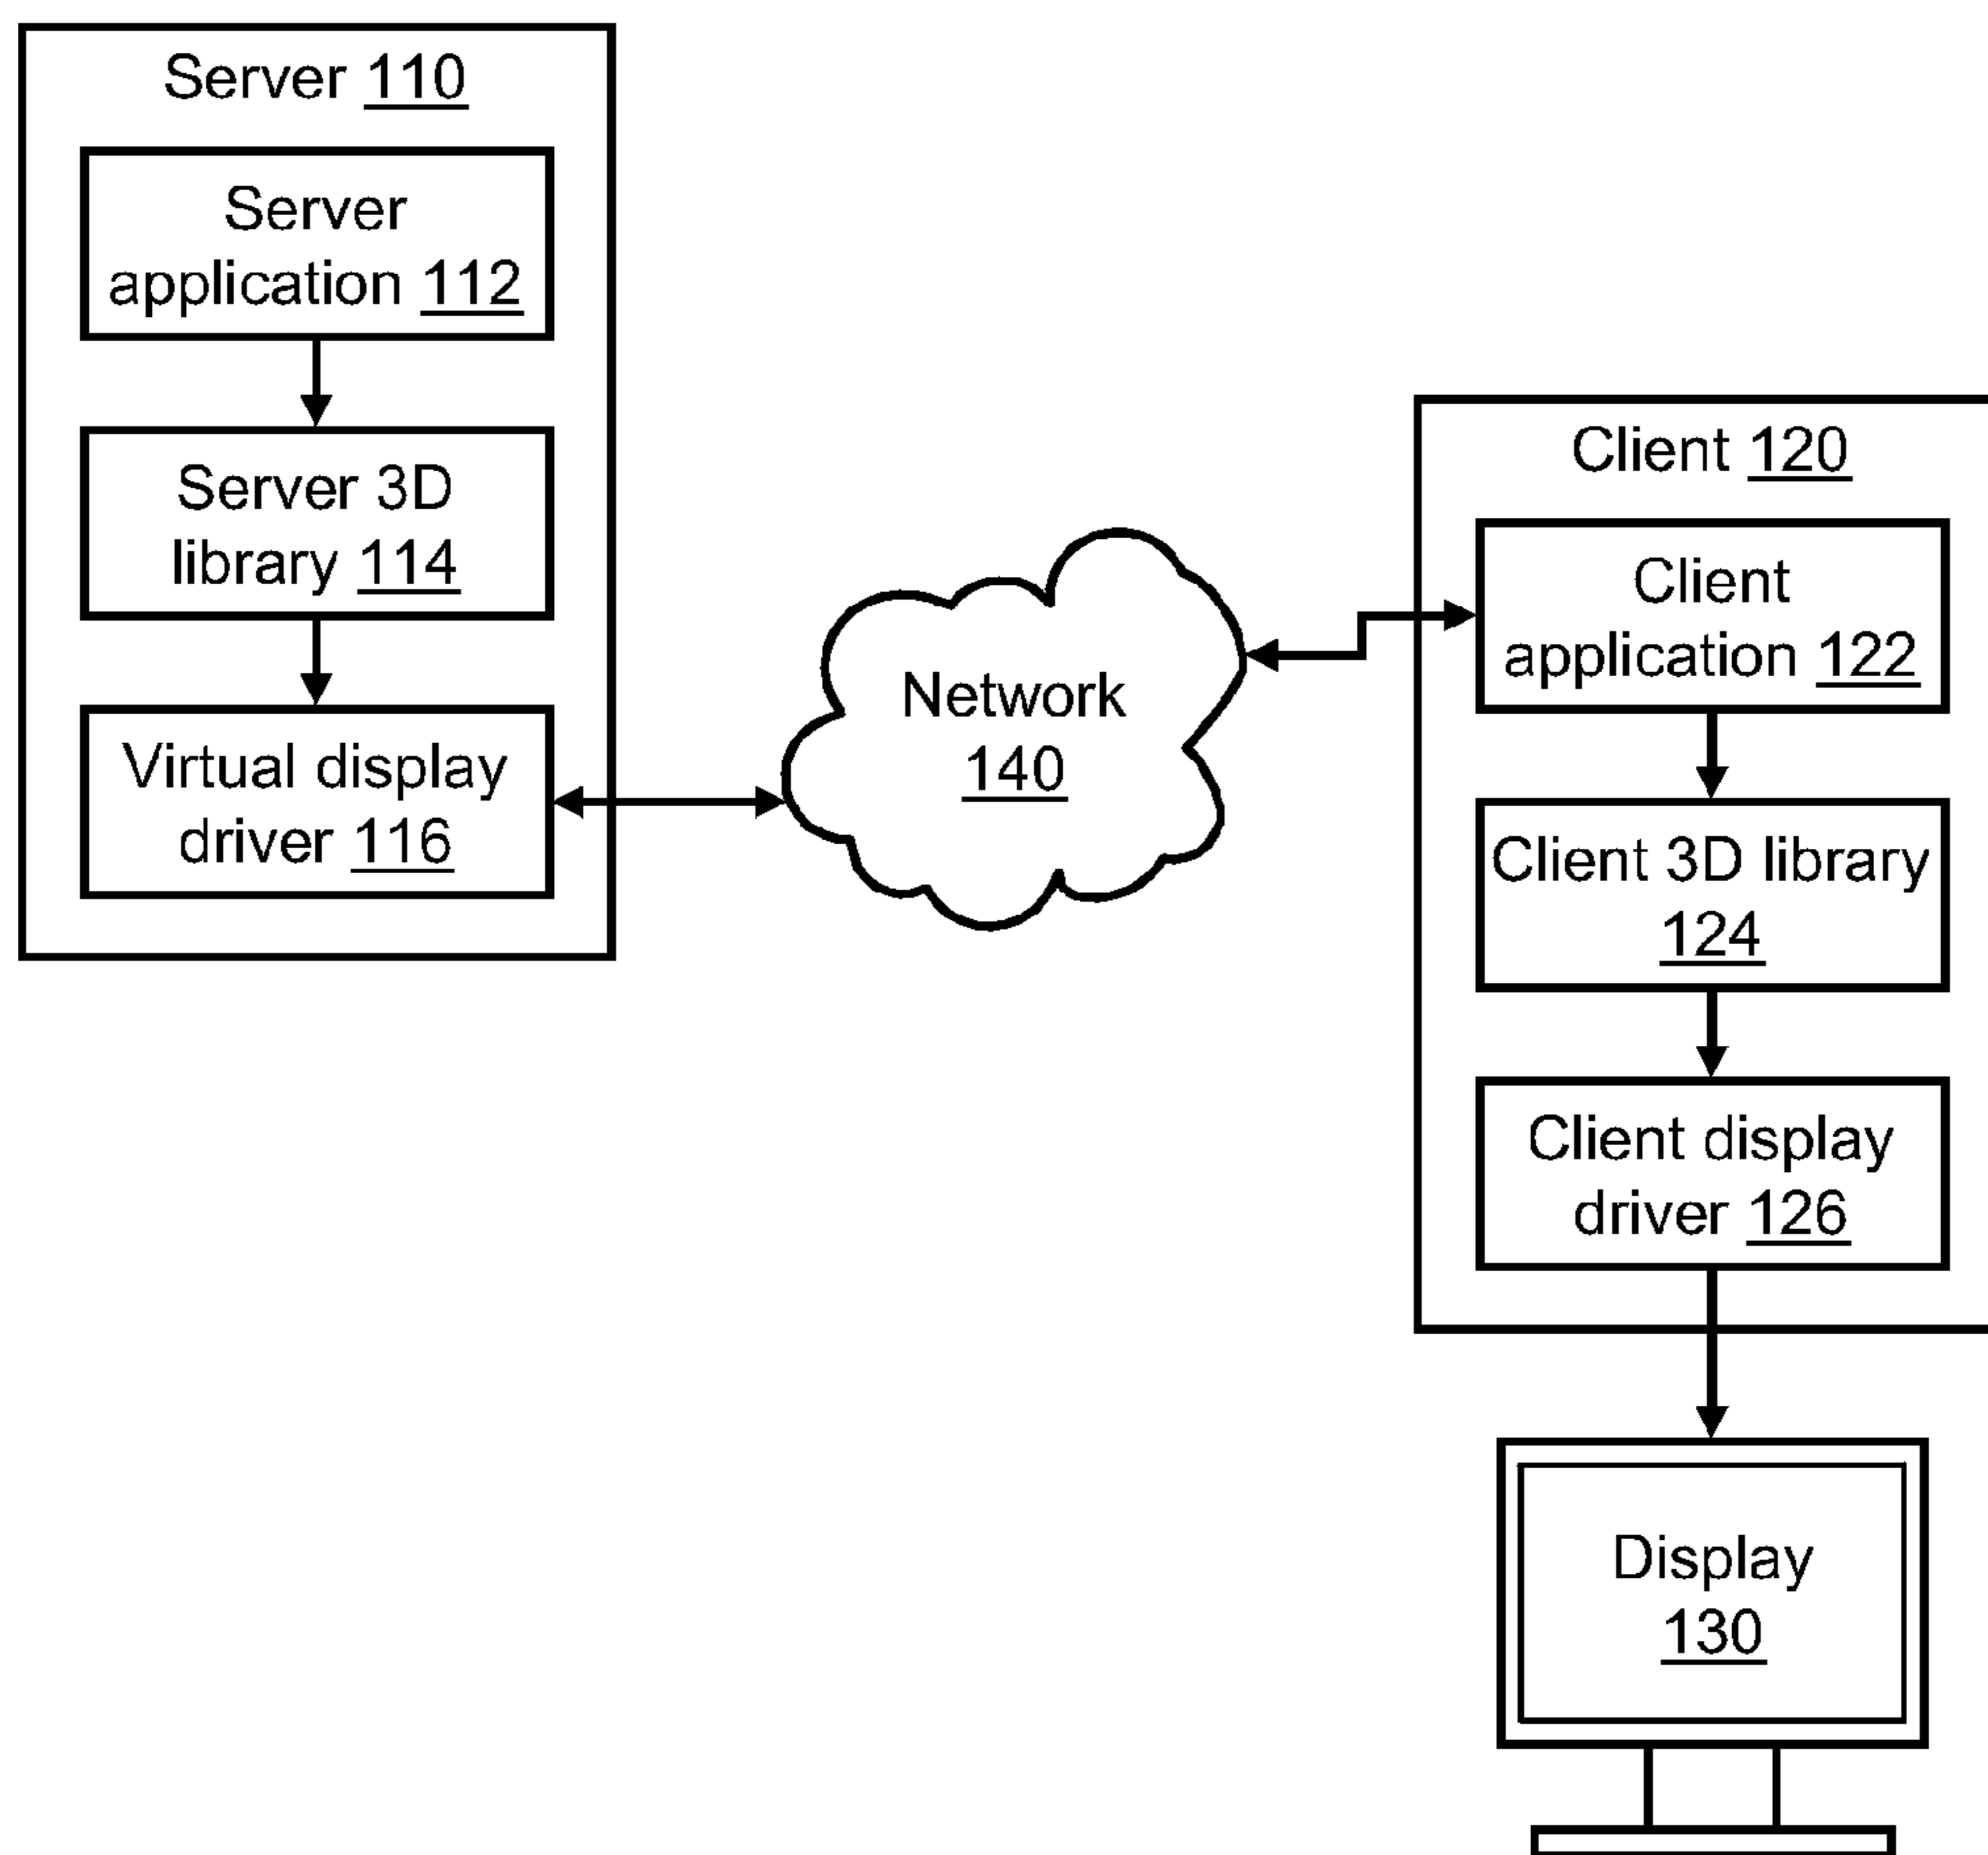 Server 110
Server
application 112
Server 3D
library 114
Virtual display
driver 116
Network
140
Client 120
Client
application 122
Client 3D library
124
Client display
driver 126
Display
130